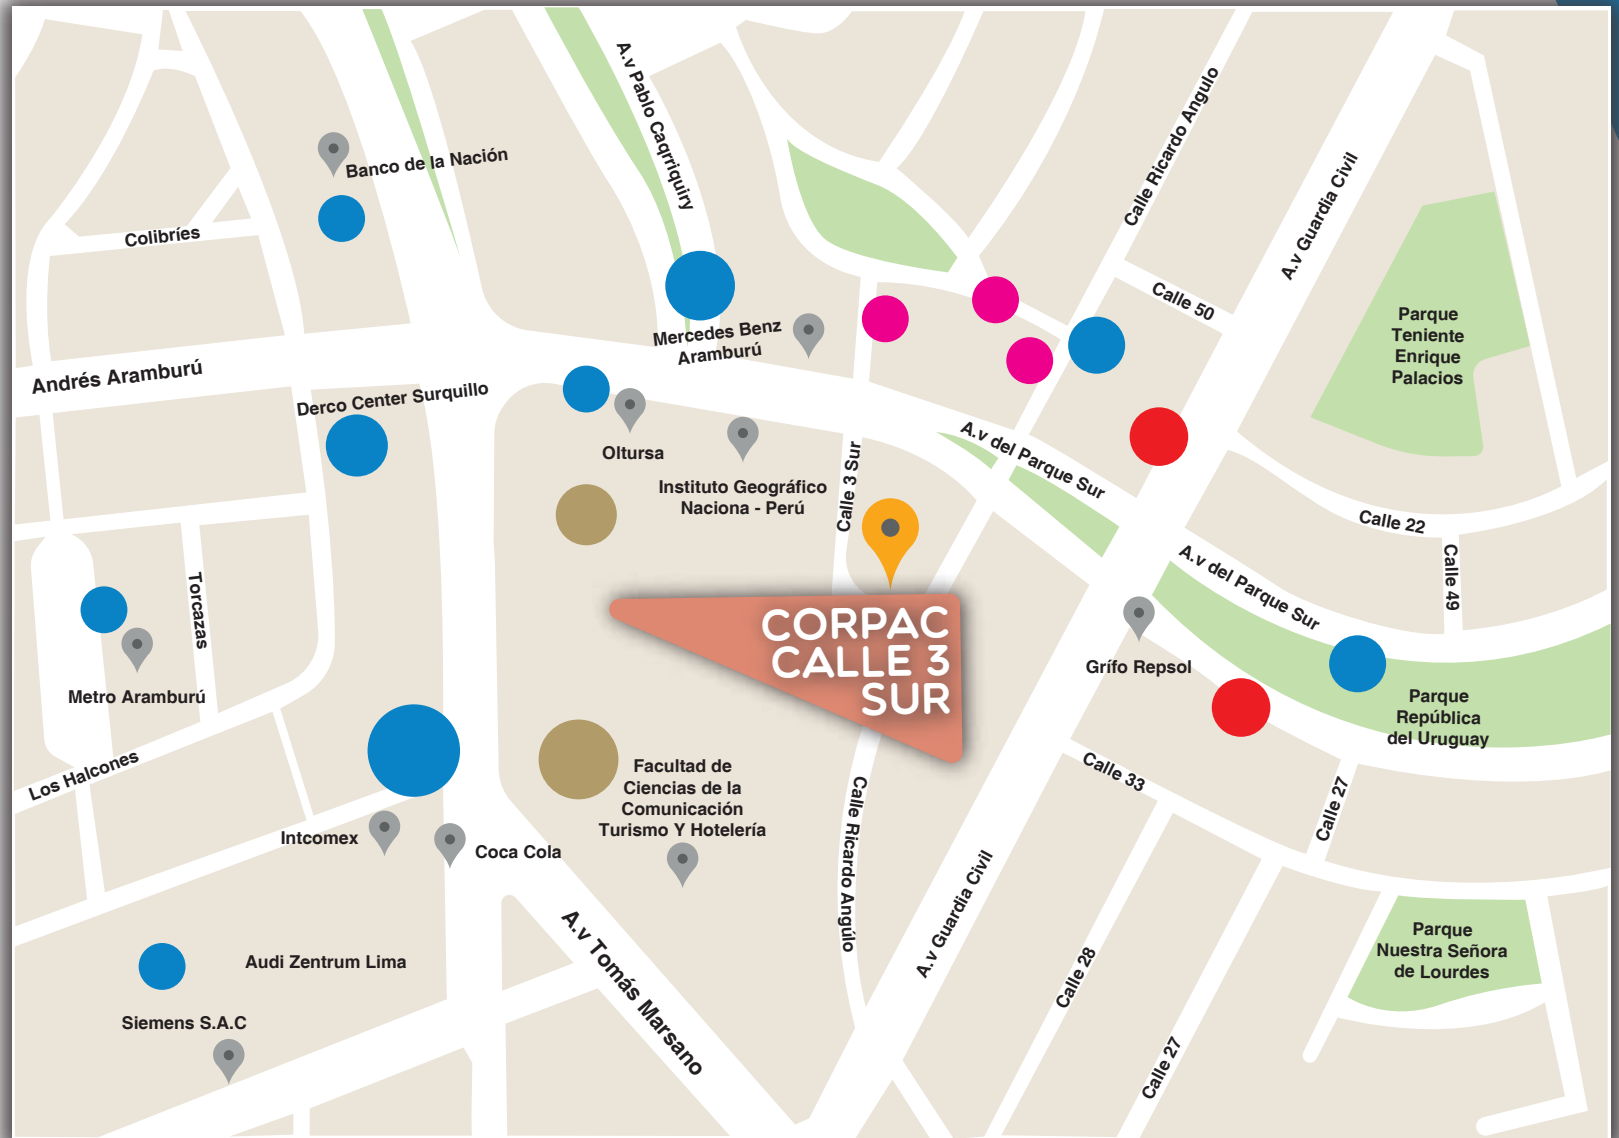 A.v Pablo Caqrriquiry
Calle Ricardo Angulo
A.v Guardia Civil
Banco de la Nación
Colibríes
Calle 50
Parque
Teniente
Enrique
Palacios
Mercedes Benz
Aramburú
Andrés Aramburú
Derco Center Surquillo
Oltursa
A.v del Parque Sur
Instituto Geográfico
Naciona - Perú
Calle 3 Sur
Calle 22
Calle 49
A.v del Parque Sur
Torcazas
CORPAC
CALLE 3
SUR
Grífo Repsol
Metro Aramburú
Parque
República
del Uruguay
Los Halcones
Facultad de
Ciencias de la
Comunicación
Turismo Y Hotelería
Calle 33
Calle 27
Intcomex
Coca Cola
Calle Ricardo Angúlo
A.v Guardia Civil
A.v Tomás Marsano
Parque
Nuestra Señora
de Lourdes
Audi Zentrum Lima
Calle 28
Siemens S.A.C
Calle 27